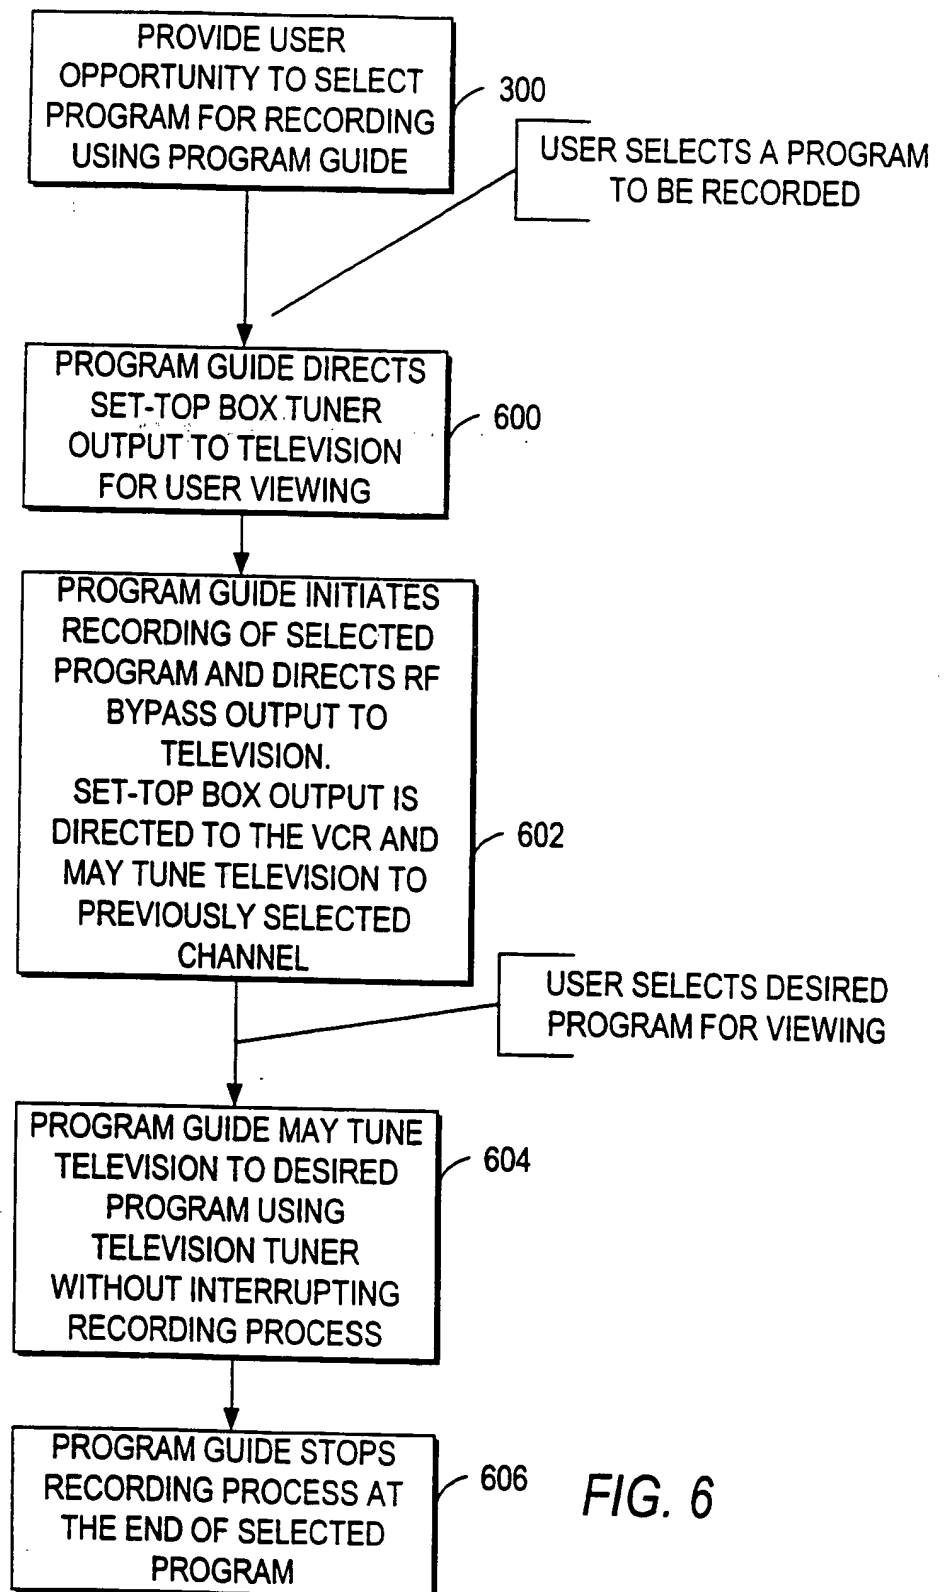 PROVIDE USER
OPPORTUNITY TO SELECT
PROGRAM FOR RECORDING
USING PROGRAM GUIDE
300
USER SELECTS A PROGRAM
TO BE RECORDED
PROGRAM GUIDE DIRECTS
SET-TOP BOX TUNER
OUTPUT TO TELEVISION
FOR USER VIEWING
600
PROGRAM GUIDE INITIATES
RECORDING OF SELECTED
PROGRAM AND DIRECTS RF
BYPASS OUTPUT TO
TELEVISION.
SET-TOP BOX OUTPUT IS
DIRECTED TO THE VCR AND
MAY TUNE TELEVISION TO
PREVIOUSLY SELECTED
CHANNEL
602
USER SELECTS DESIRED
PROGRAM FOR VIEWING
PROGRAM GUIDE MAY TUNE
TELEVISION TO DESIRED
PROGRAM USING
TELEVISION TUNER
WITHOUT INTERRUPTING
RECORDING PROCESS
604
PROGRAM GUIDE STOPS
RECORDING PROCESS AT
THE END OF SELECTED
PROGRAM
606
FIG. 6